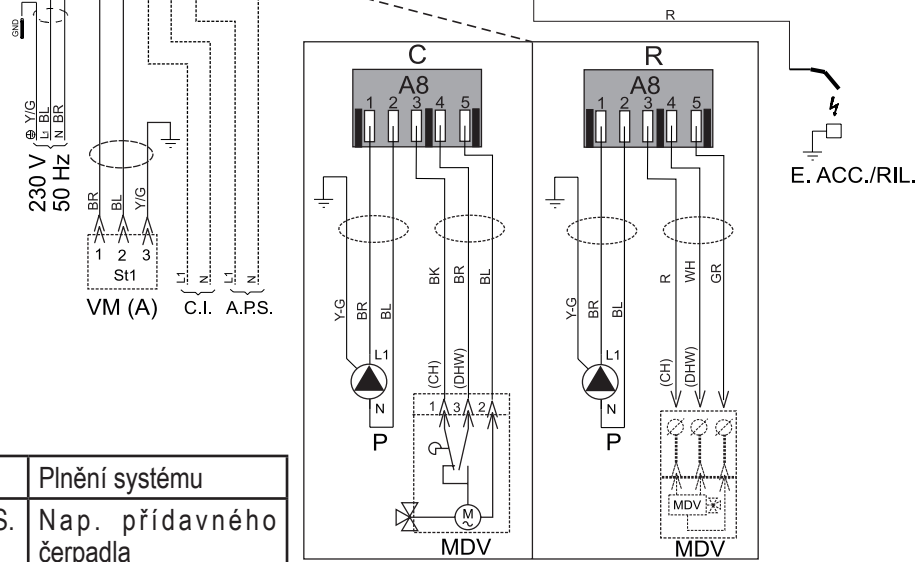 R
GND
Y/G
L1 BL
N BR
230 V
50 Hz
BR
BL
Y/G
1 2 3
St1
VM (A)
L1
N
C.I.
L1
N
A.P.S.
C
A8
1 2 3 4 5
Y-G
BR
BL
BK
BR
BL
L1
N
P
(CH)
(DHW)
1 3 2
M
~
MDV
R
A8
1 2 3 4 5
Y-G
BR
BL
R
WH
GR
L1
N
P
(CH)
(DHW)
MDV
MDV
E. ACC./RIL.
Plnění systému
S. Nap. přídavného
čerpadla